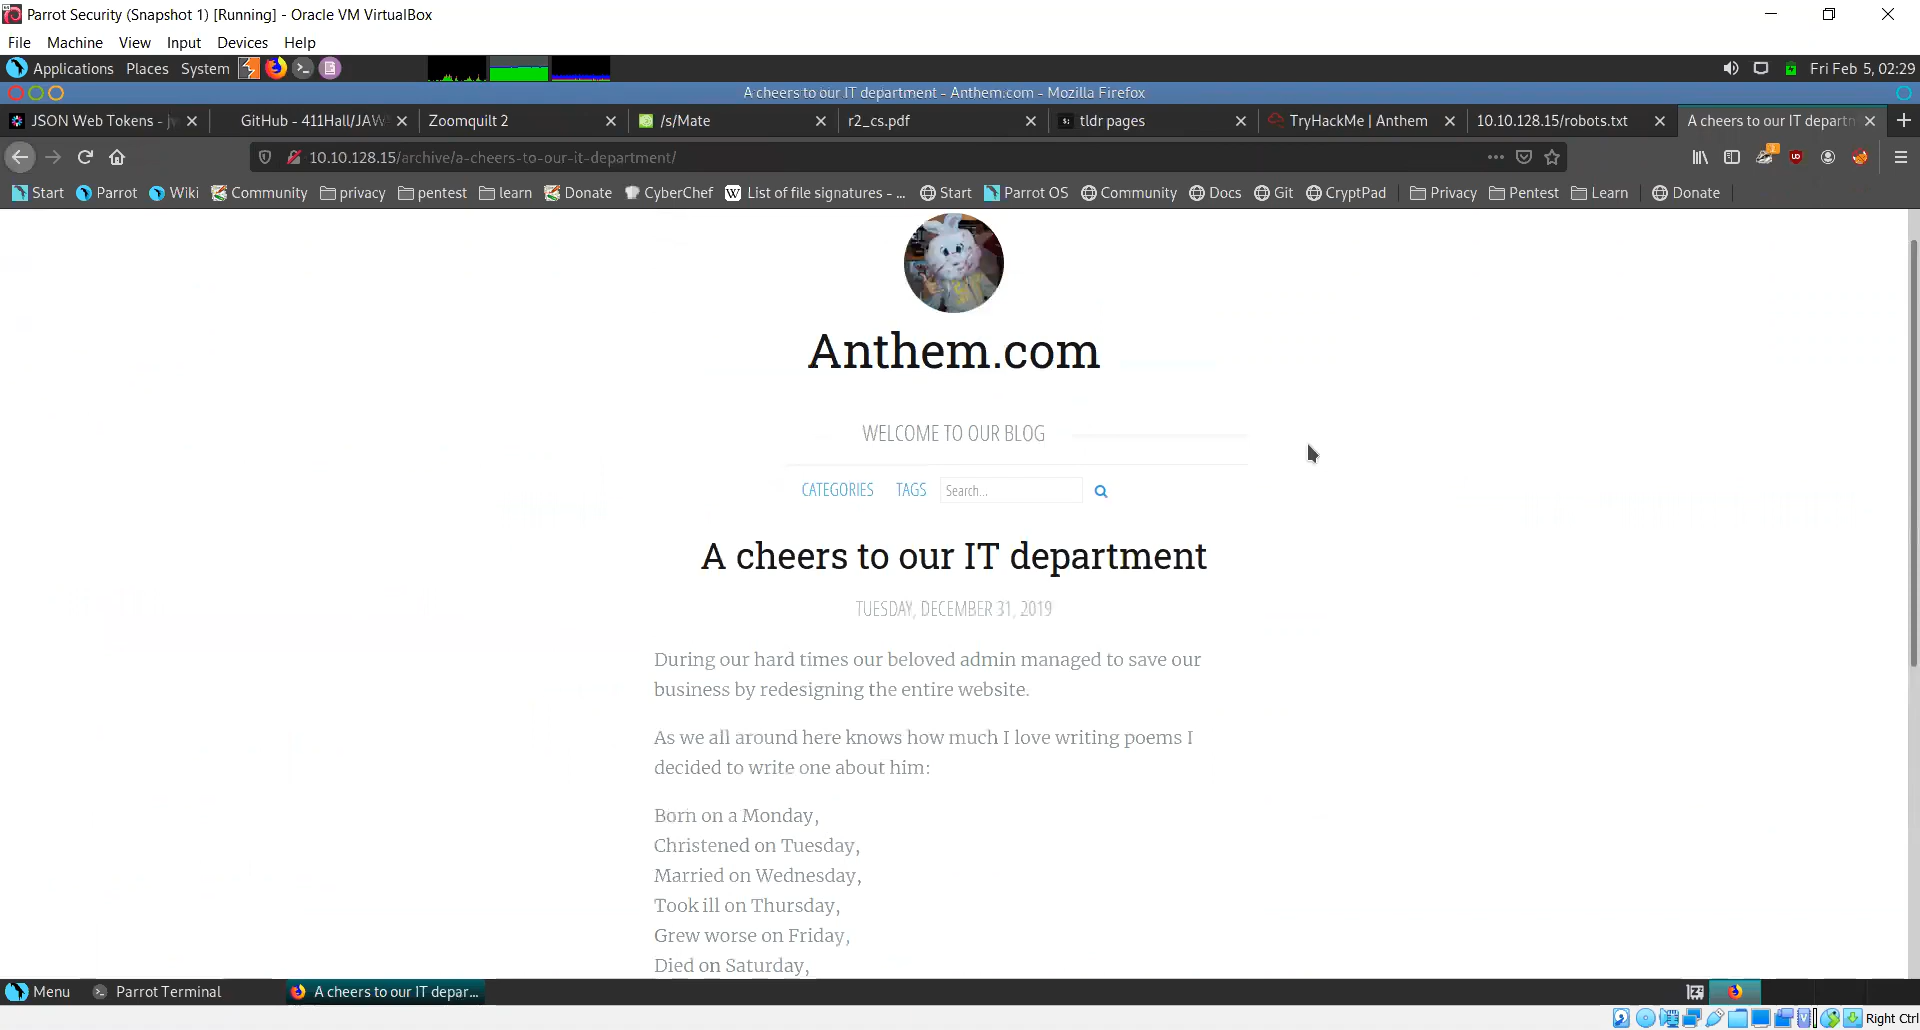 Parrot Security (Snapshot 1) [Running] - Oracle VM VirtualBox
File Machine View Input Devices Help
Applications Places System Fri Feb 5, 02:29
A cheers to our IT department - Anthem.com - Mozilla Firefox
JSON Web Tokens - GitHub - 411Hall/JAW Zoomquilt 2 /s/Mate r2_cs.pdf tldr pages TryHackMe | Anthem 10.10.128.15/robots.txt A cheers to our IT departn
10.10.128.15/archive/a-cheers-to-our-it-department/
Start Parrot Wiki Community privacy pentest learn Donate CyberChef List of file signatures - ... Start Parrot OS Community Docs Git CryptPad Privacy Pentest Learn Donate
Anthem.com
WELCOME TO OUR BLOG
CATEGORIES TAGS Search...
A cheers to our IT department
TUESDAY, DECEMBER 31, 2019
During our hard times our beloved admin managed to save our
business by redesigning the entire website.
As we all around here knows how much I love writing poems I
decided to write one about him:
Born on a Monday,
Christened on Tuesday,
Married on Wednesday,
Took ill on Thursday,
Grew worse on Friday,
Died on Saturday,
Menu Parrot Terminal A cheers to our IT depar...
Right Ctrl